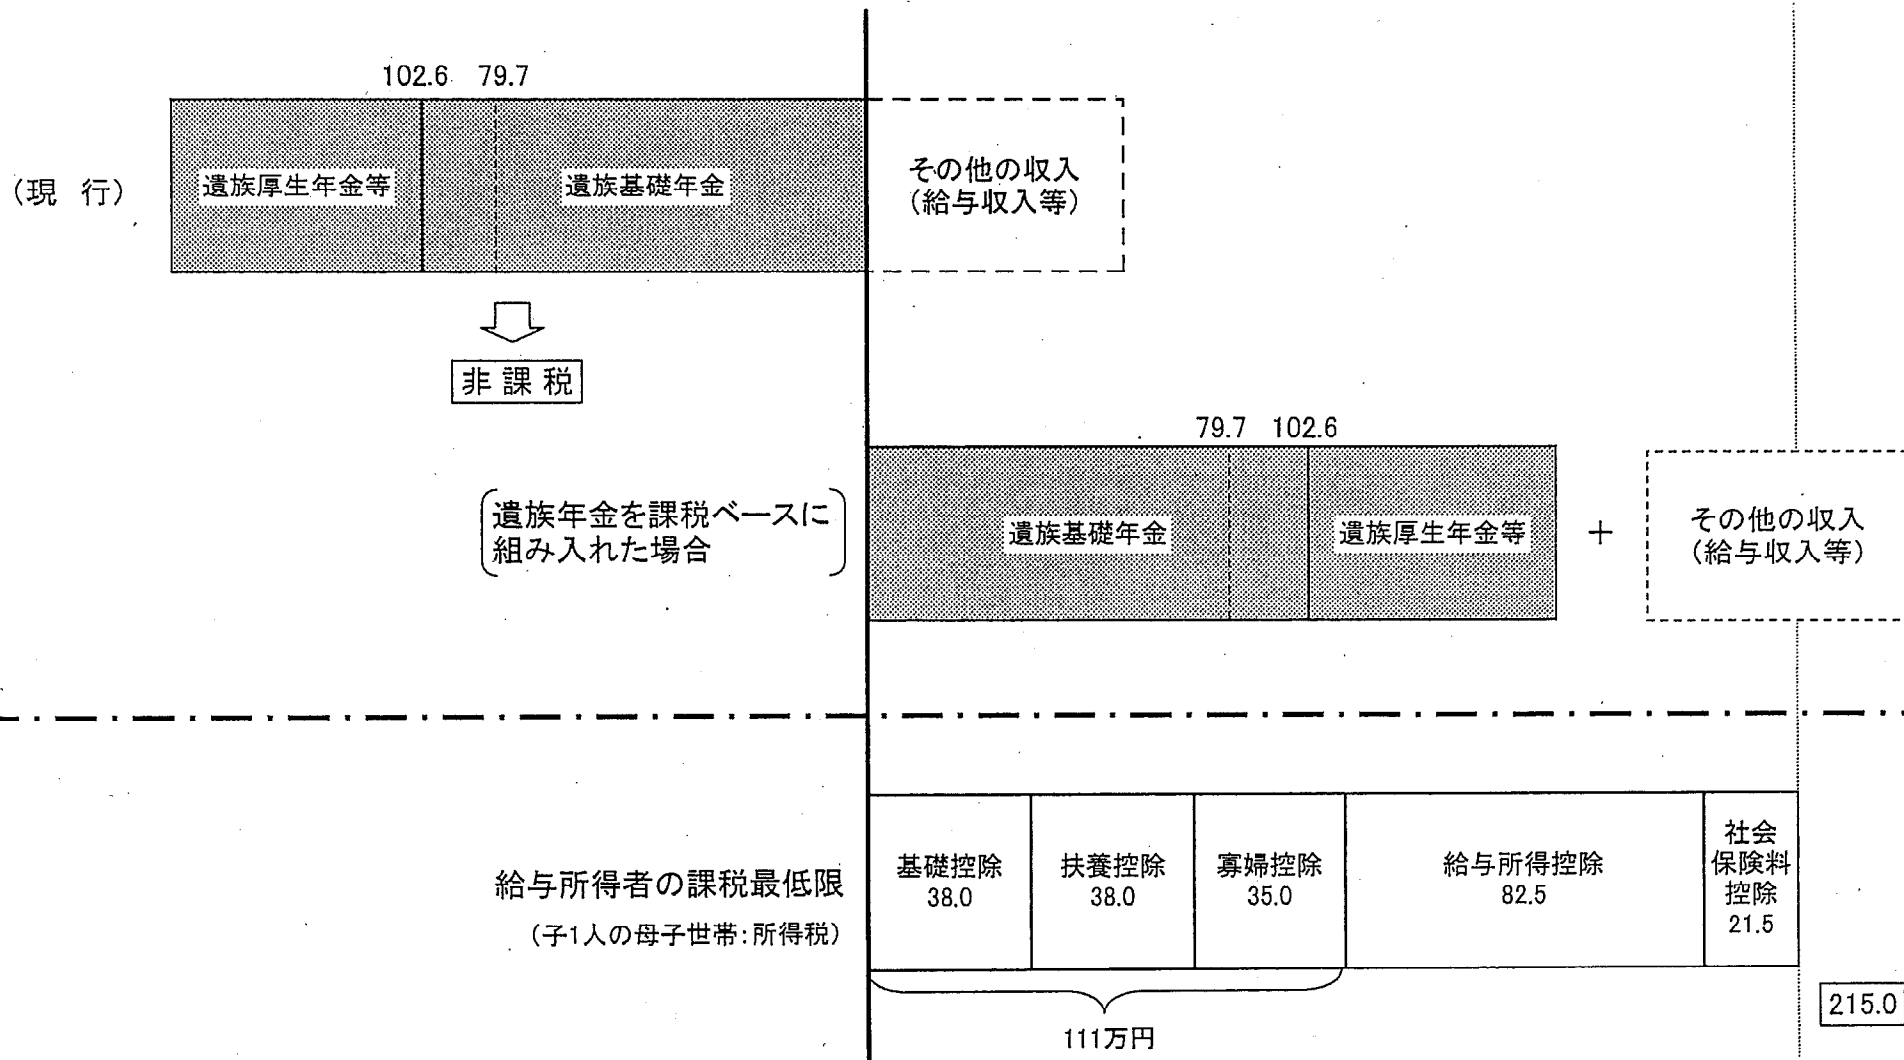 102.6 79.7
(現 行)
遺族厚生年金等
遺族基礎年金
その他の収入
(給与収入等)
非課税
79.7 102.6
遺族年金を課税ベースに
組み入れた場合
遺族基礎年金
遺族厚生年金等
+
その他の収入
(給与収入等)
給与所得者の課税最低限
(子1人の母子世帯:所得税)
基礎控除
38.0
扶養控除
38.0
寡婦控除
35.0
給与所得控除
82.5
社会
保険料
控除
21.5
111万円
215.0